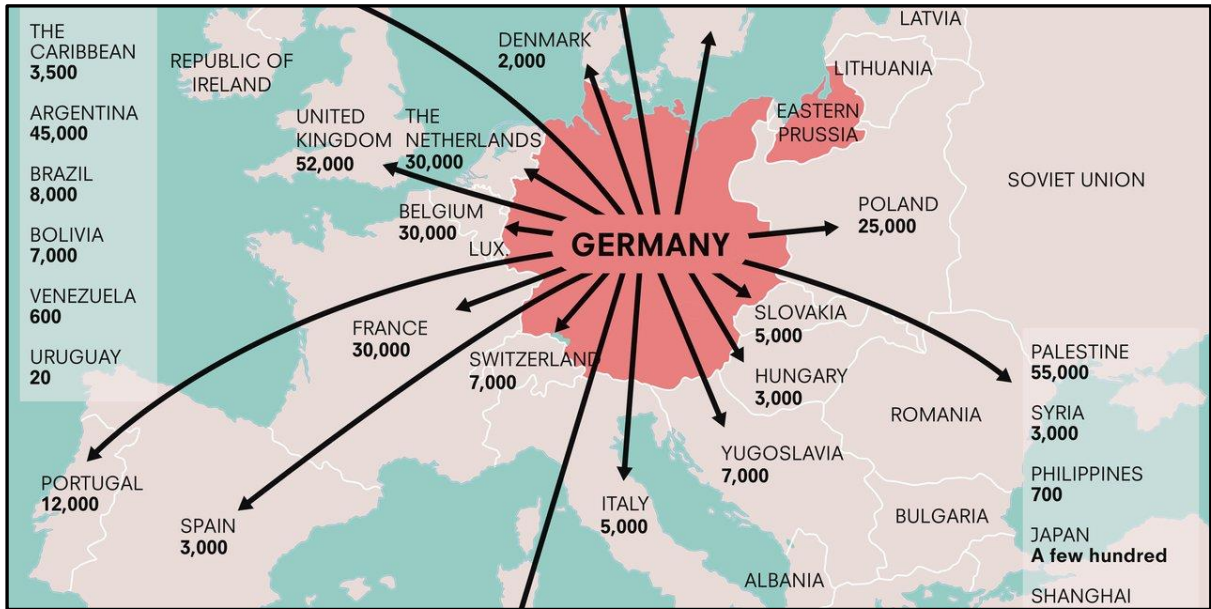 THE
CARIBBEAN
3,500
ARGENTINA
45,000
BRAZIL
8,000
BOLIVIA
7,000
VENEZUELA
600
URUGUAY
20
REPUBLIC OF
IRELAND
UNITED
KINGDOM
52,000
THE
NETHERLANDS
30,000
DENMARK
2,000
LATVIA
LITHUANIA
EASTERN
PRUSSIA
SOVIET UNION
POLAND
25,000
BELGIUM
30,000
LUX.
GERMANY
FRANCE
30,000
SWITZERLAND
7,000
SLOVAKIA
5,000
HUNGARY
3,000
YUGOSLAVIA
7,000
ROMANIA
BULGARIA
ALBANIA
ITALY
5,000
PORTUGAL
12,000
SPAIN
3,000
PALESTINE
55,000
SYRIA
3,000
PHILIPPINES
700
JAPAN
A few hundred
SHANGHAI